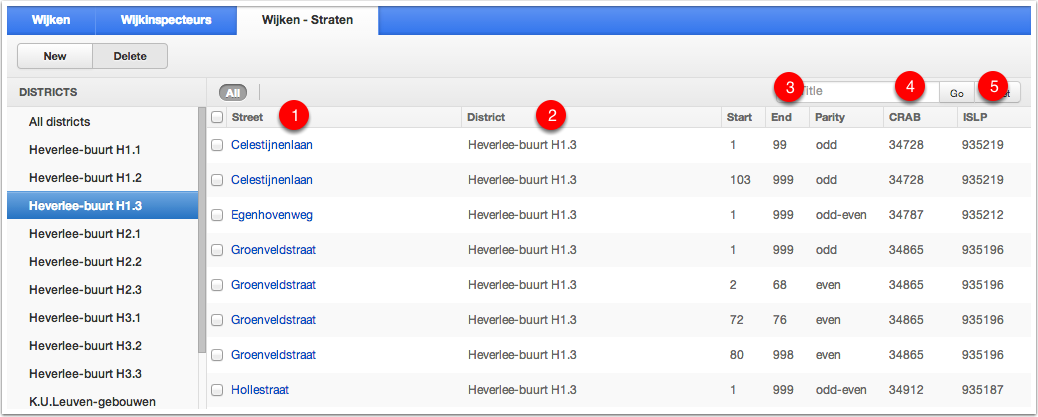 Wijken Wijkinspecteurs Wijken - Straten
New Delete
DISTRICTS All 3 Title 4 Go 5
Street 1 District 2 Start End Parity CRAB ISLP
All districts
Celestijnenlaan Heverlee-buurt H1.3 1 99 odd 34728 935219
Heverlee-buurt H1.1
Heverlee-buurt H1.2 Celestijnenlaan Heverlee-buurt H1.3 103 999 odd 34728 935219
Heverlee-buurt H1.3 Egenhovenweg Heverlee-buurt H1.3 1 999 odd-even 34787 935212
Heverlee-buurt H2.1
Groenveldstraat Heverlee-buurt H1.3 1 999 odd 34865 935196
Heverlee-buurt H2.2
Heverlee-buurt H2.3 Groenveldstraat Heverlee-buurt H1.3 2 68 even 34865 935196
Heverlee-buurt H3.1 Groenveldstraat Heverlee-buurt H1.3 72 76 even 34865 935196
Heverlee-buurt H3.2
Groenveldstraat Heverlee-buurt H1.3 80 998 even 34865 935196
Heverlee-buurt H3.3
Hollestraat Heverlee-buurt H1.3 1 999 odd-even 34912 935187
K.U.Leuven-gebouwen